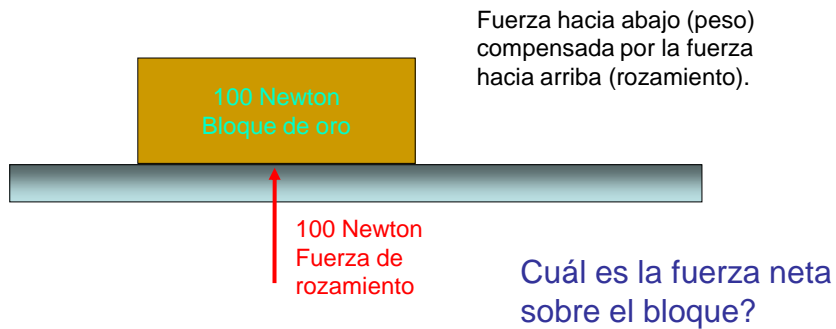 Fuerza hacia abajo (peso)
compensada por la fuerza
hacia arriba (rozamiento).
100 Newton
Bloque de oro
100 Newton
Fuerza de
rozamiento
Cuál es la fuerza neta
sobre el bloque?